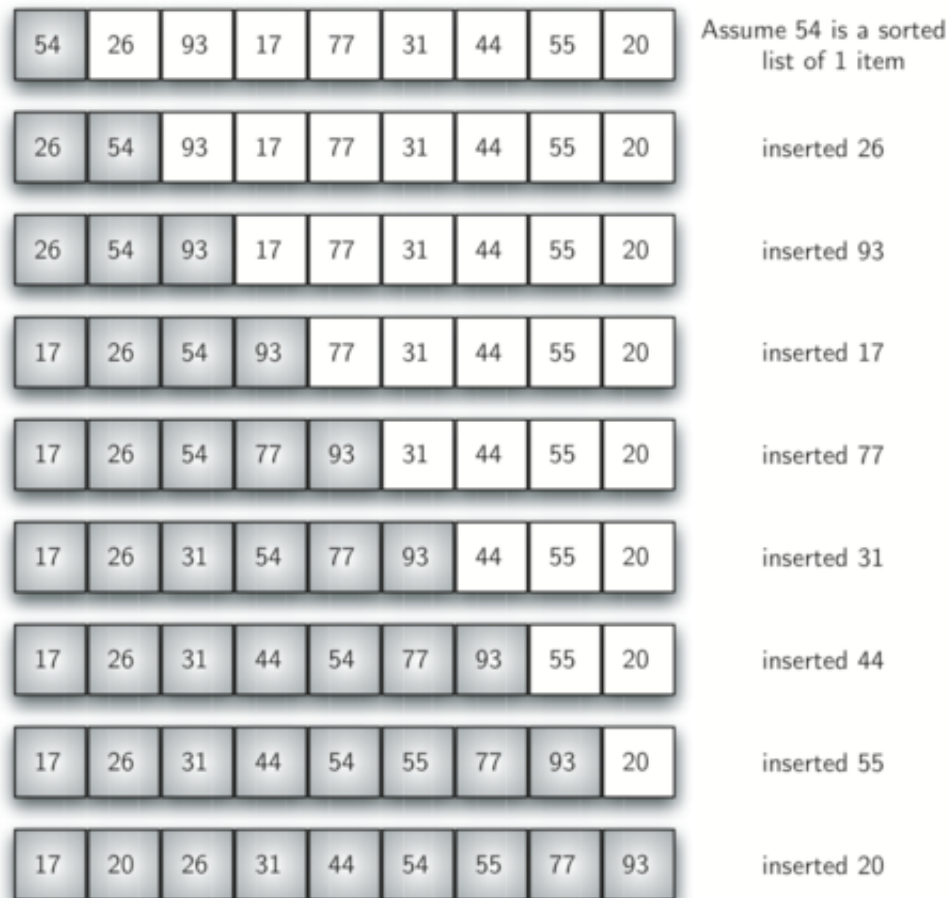 54 26 93 17 77 31 44 55 20 Assume 54 is a sorted
list of 1 item
26 54 93 17 77 31 44 55 20 inserted 26
26 54 93 17 77 31 44 55 20 inserted 93
17 26 54 93 77 31 44 55 20 inserted 17
17 26 54 77 93 31 44 55 20 inserted 77
17 26 31 54 77 93 44 55 20 inserted 31
17 26 31 44 54 77 93 55 20 inserted 44
17 26 31 44 54 55 77 93 20 inserted 55
17 20 26 31 44 54 55 77 93 inserted 20